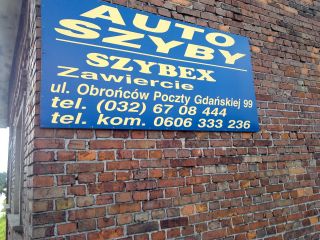 AUTO
SZYBY
SZYBEX
Zawiercie
ul. Obrońców Poczty Gdańskiej 99
tel. (032) 67 08 444
tel. kom. 0606 333 236